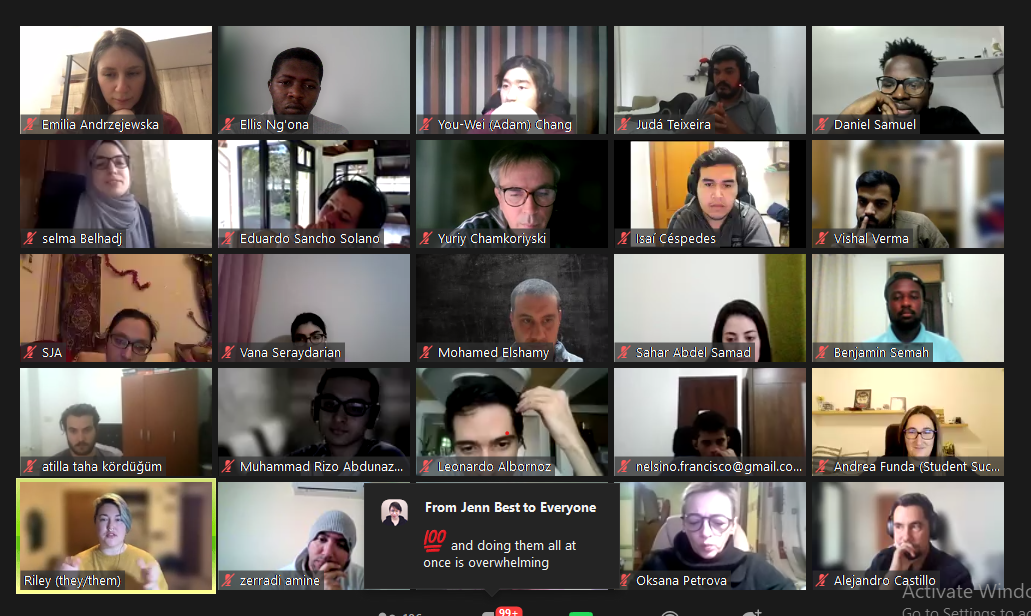 Emilia Andrzejewska
Ellis Ng'ona
You-Wei (Adam) Chang
Judá Teixeira
Daniel Samuel
selma Belhadj
Eduardo Sancho Solano
Yuriy Chamkoriyski
Isaí Céspedes
Vishal Verma
SJA
Vana Seraydarian
Mohamed Elshamy
Sahar Abdel Samad
Benjamin Semah
atilla taha kördüğüm
Muhammad Rizo Abdunaz...
Leonardo Albornoz
nelsino.francisco@gmail.co...
Andrea Funda (Student Suc...
Riley (they/them)
zerradi amine
From Jenn Best to Everyone
💯 and doing them all at
once is overwhelming
Oksana Petrova
Alejandro Castillo
Activate Windo
Go to Settings to ac
99+